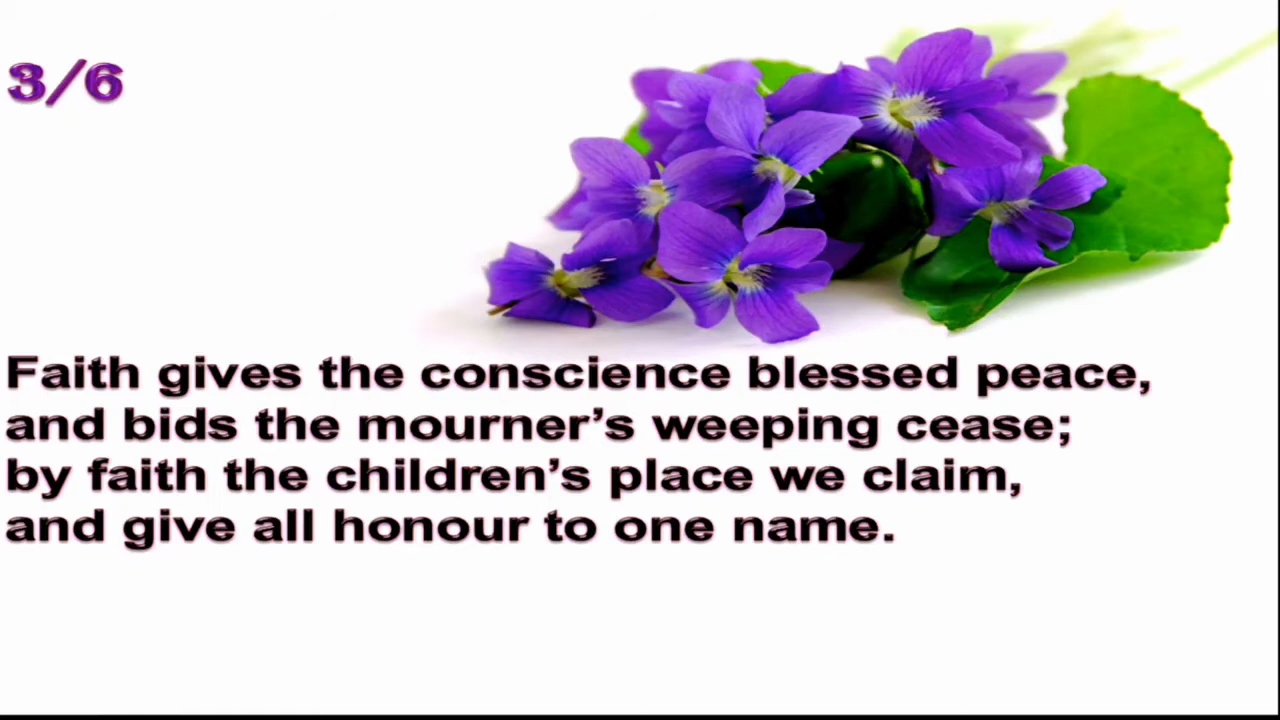 3/6
Faith gives the conscience blessed peace,
and bids the mourner’s weeping cease;
by faith the children’s place we claim,
and give all honour to one name.